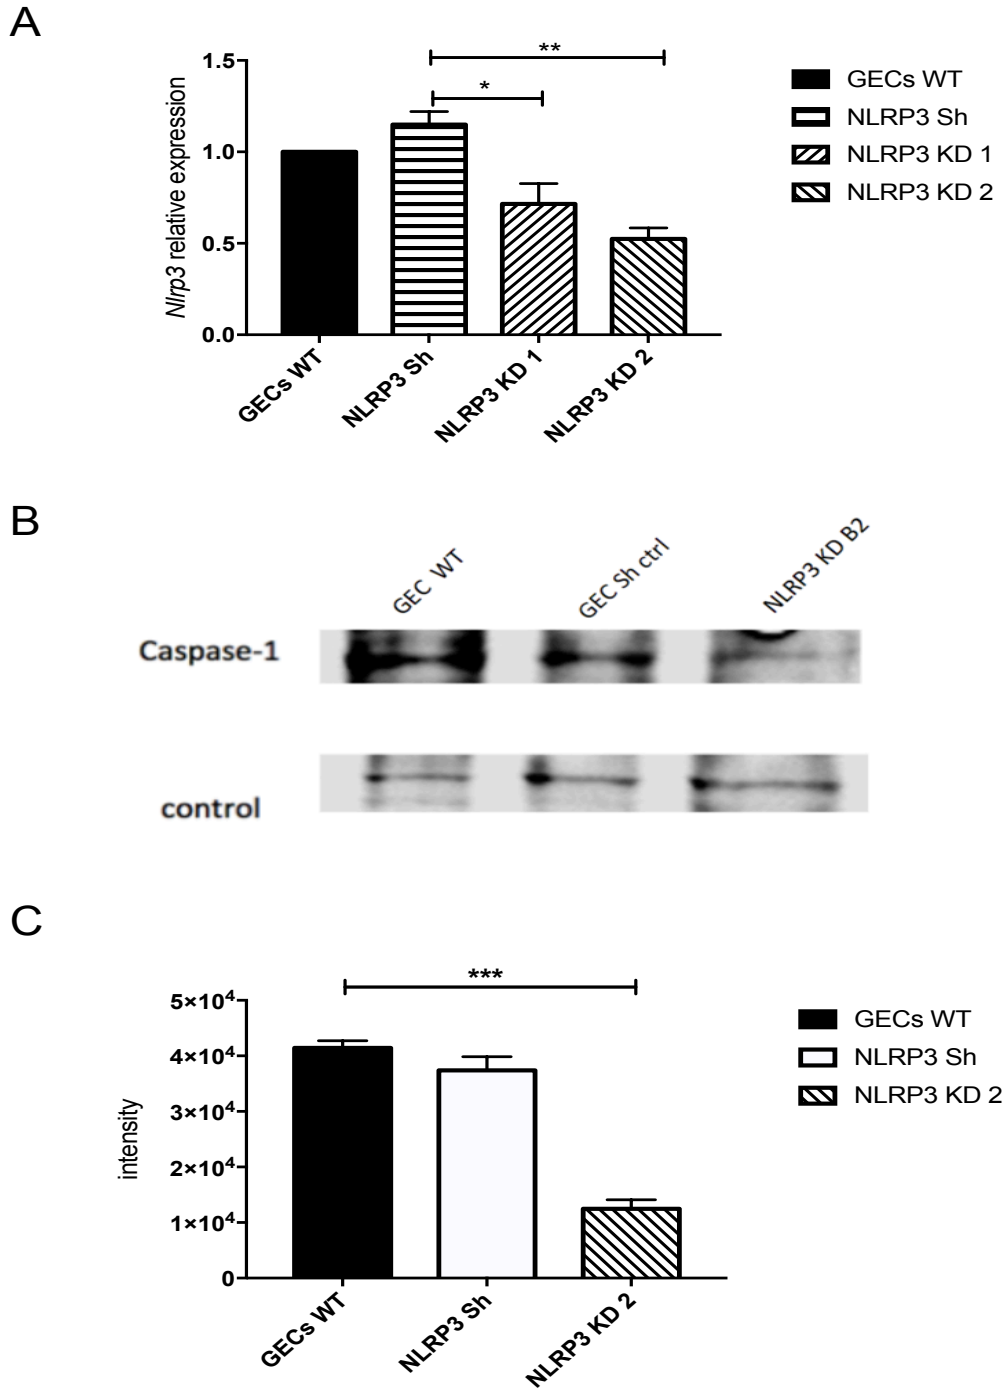 A
**
*
1.5
1.0
0.5
0.0
Nlrp3 relative expression
GECs WT
NLRP3 Sh
NLRP3 KD 1
NLRP3 KD 2
GECs WT
NLRP3 Sh
NLRP3 KD 1
NLRP3 KD 2
B
GEC WT
GEC Sh ctrl
NLRP3 KD B2
Caspase-1
control
C
***
5×10⁴
4×10⁴
3×10⁴
2×10⁴
1×10⁴
0
intensity
GECs WT
NLRP3 Sh
NLRP3 KD 2
GECs WT
NLRP3 Sh
NLRP3 KD 2